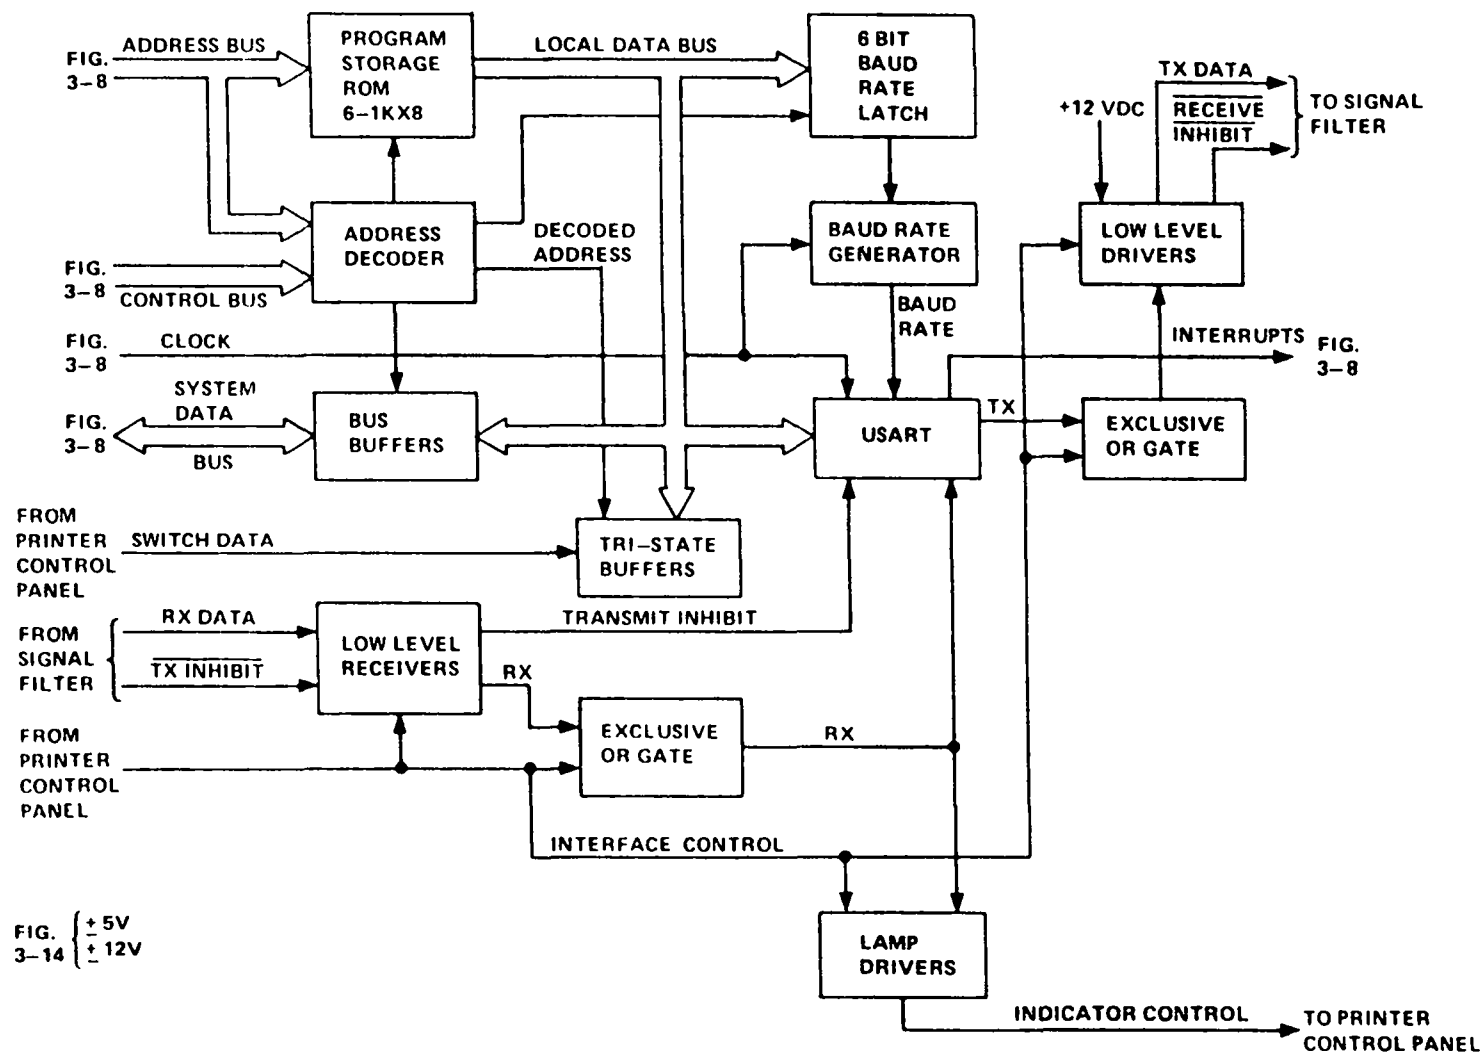 FIG.
3–8
ADDRESS BUS
PROGRAM
STORAGE
ROM
6–1KX8
LOCAL DATA BUS
6 BIT
BAUD
RATE
LATCH
+12 VDC
TX DATA
RECEIVE
INHIBIT
TO SIGNAL
FILTER
ADDRESS
DECODER
DECODED
ADDRESS
BAUD RATE
GENERATOR
LOW LEVEL
DRIVERS
FIG.
3–8
CONTROL BUS
BAUD
RATE
FIG.
3–8
CLOCK
INTERRUPTS
FIG.
3–8
FIG.
3–8
SYSTEM
DATA
BUS
BUS
BUFFERS
USART
TX
EXCLUSIVE
OR GATE
FROM
PRINTER
CONTROL
PANEL
SWITCH DATA
TRI–STATE
BUFFERS
FROM
SIGNAL
FILTER
RX DATA
TX INHIBIT
LOW LEVEL
RECEIVERS
TRANSMIT INHIBIT
RX
FROM
PRINTER
CONTROL
PANEL
EXCLUSIVE
OR GATE
RX
INTERFACE CONTROL
FIG.
3–14
± 5V
± 12V
LAMP
DRIVERS
INDICATOR CONTROL
TO PRINTER
CONTROL PANEL